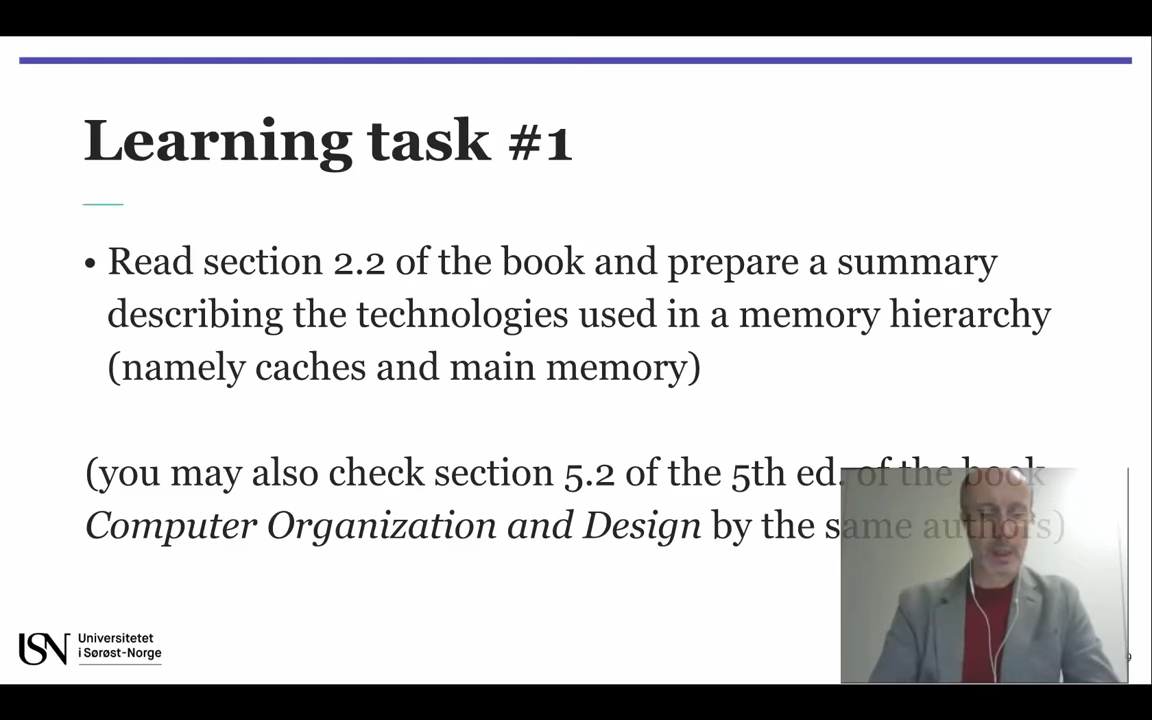 Learning task #1
• Read section 2.2 of the book and prepare a summary
describing the technologies used in a memory hierarchy
(namely caches and main memory)
(you may also check section 5.2 of the 5th ed. of the book
Computer Organization and Design by the same authors)
USN Universitetet
i Sørøst-Norge
9